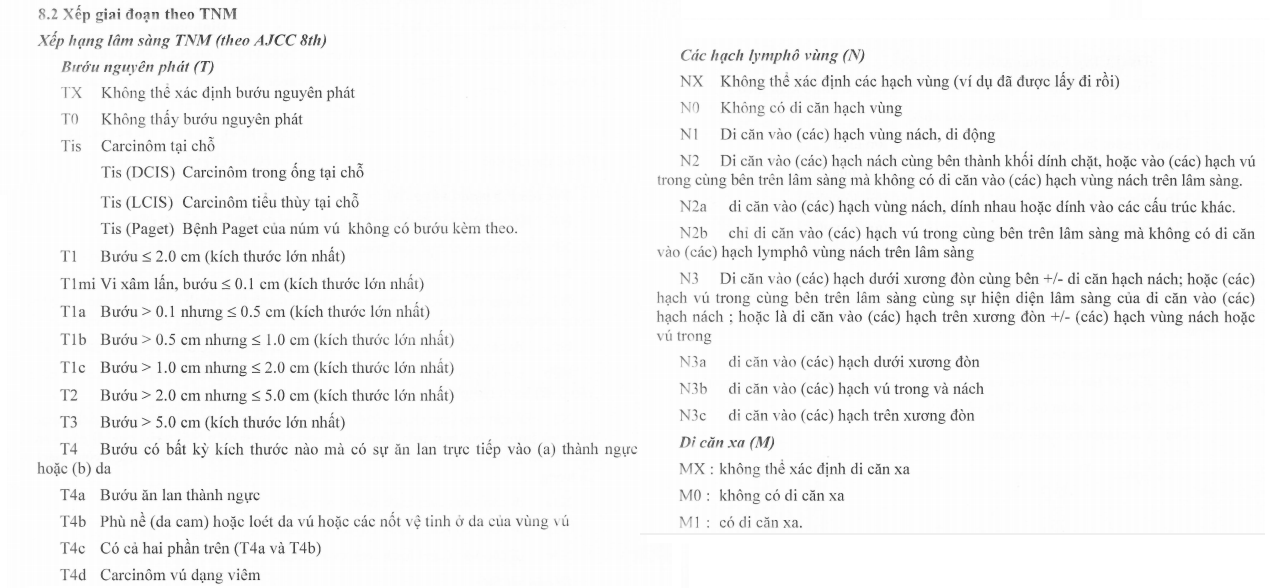 8.2 Xếp giai đoạn theo TNM
Xếp hạng lâm sàng TNM (theo AJCC 8th)
Bướu nguyên phát (T)
TX Không thể xác định bướu nguyên phát
T0 Không thấy bướu nguyên phát
Tis Carcinôm tại chỗ
Tis (DCIS) Carcinôm trong ống tại chỗ
Tis (LCIS) Carcinôm tiểu thùy tại chỗ
Tis (Paget) Bệnh Paget của núm vú không có bướu kèm theo.
T1 Bướu ≤ 2.0 cm (kích thước lớn nhất)
T1mi Vi xâm lấn, bướu ≤ 0.1 cm (kích thước lớn nhất)
T1a Bướu > 0.1 nhưng ≤ 0.5 cm (kích thước lớn nhất)
T1b Bướu > 0.5 cm nhưng ≤ 1.0 cm (kích thước lớn nhất)
T1c Bướu > 1.0 cm nhưng ≤ 2.0 cm (kích thước lớn nhất)
T2 Bướu > 2.0 cm nhưng ≤ 5.0 cm (kích thước lớn nhất)
T3 Bướu > 5.0 cm (kích thước lớn nhất)
T4 Bướu có bất kỳ kích thước nào mà có sự ăn lan trực tiếp vào (a) thành ngực
hoặc (b) da
T4a Bướu ăn lan thành ngực
T4b Phù nề (da cam) hoặc loét da vú hoặc các nốt vệ tinh ở da của vùng vú
T4c Có cả hai phần trên (T4a và T4b)
T4d Carcinôm vú dạng viêm
Các hạch lymphô vùng (N)
NX Không thể xác định các hạch vùng (ví dụ đã được lấy đi rồi)
N0 Không có di căn hạch vùng
N1 Di căn vào (các) hạch vùng nách, di động
N2 Di căn vào (các) hạch nách cùng bên thành khối dính chặt, hoặc vào (các) hạch vú
trong cùng bên trên lâm sàng mà không có di căn vào (các) hạch vùng nách trên lâm sàng.
N2a di căn vào (các) hạch vùng nách, dính nhau hoặc dính vào các cấu trúc khác.
N2b chỉ di căn vào (các) hạch vú trong cùng bên trên lâm sàng mà không có di căn
vào (các) hạch lymphô vùng nách trên lâm sàng
N3 Di căn vào (các) hạch dưới xương đòn cùng bên +/- di căn hạch nách; hoặc (các)
hạch vú trong cùng bên trên lâm sàng cùng sự hiện diện lâm sàng của di căn vào (các)
hạch nách ; hoặc là di căn vào (các) hạch trên xương đòn +/- (các) hạch vùng nách hoặc
vú trong
N3a di căn vào (các) hạch dưới xương đòn
N3b di căn vào (các) hạch vú trong và nách
N3c di căn vào (các) hạch trên xương đòn
Di căn xa (M)
MX : không thể xác định di căn xa
M0 : không có di căn xa
M1 : có di căn xa.